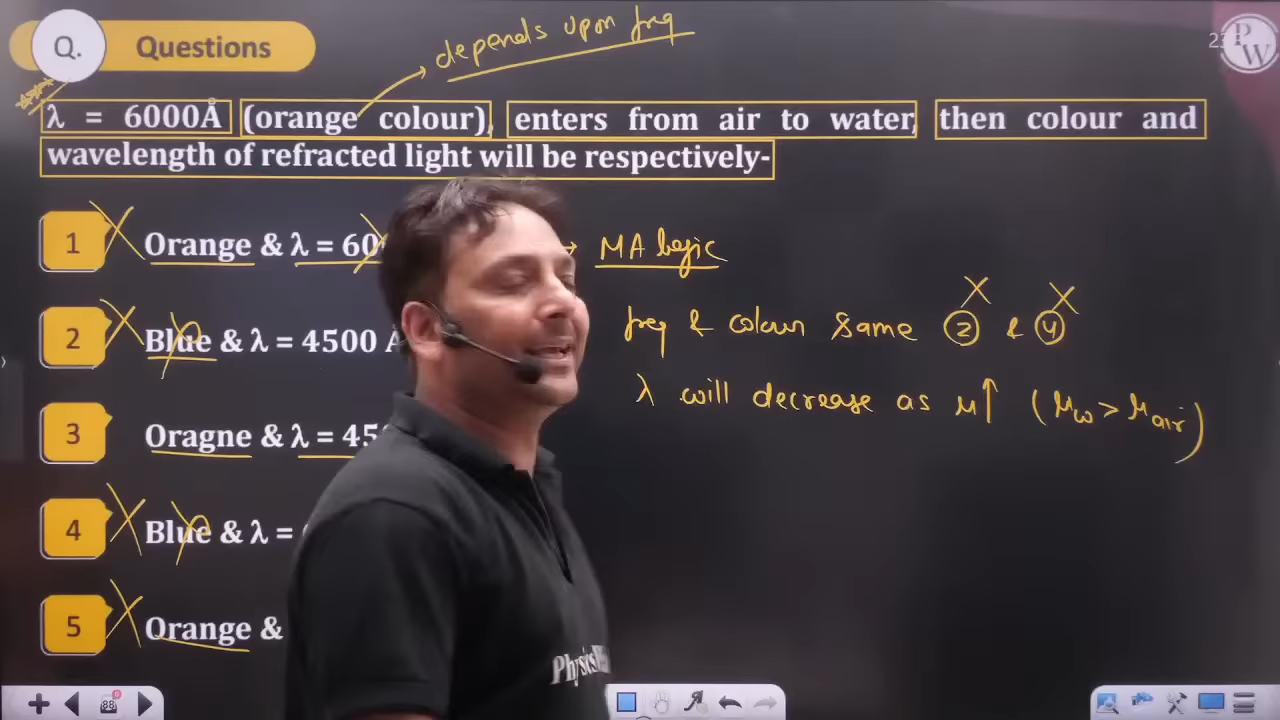 Q. Questions
depends upon freq
λ = 6000Å (orange colour), enters from air to water, then colour and
wavelength of refracted light will be respectively-
1 Orange & λ = 60
MA logic
freq & colour same 2 & 4
2 Blue & λ = 4500 A
λ will decrease as μ↑ (μw > μair)
3 Oragne & λ = 45
4 Blue & λ =
5 Orange &
Physics
PW
88